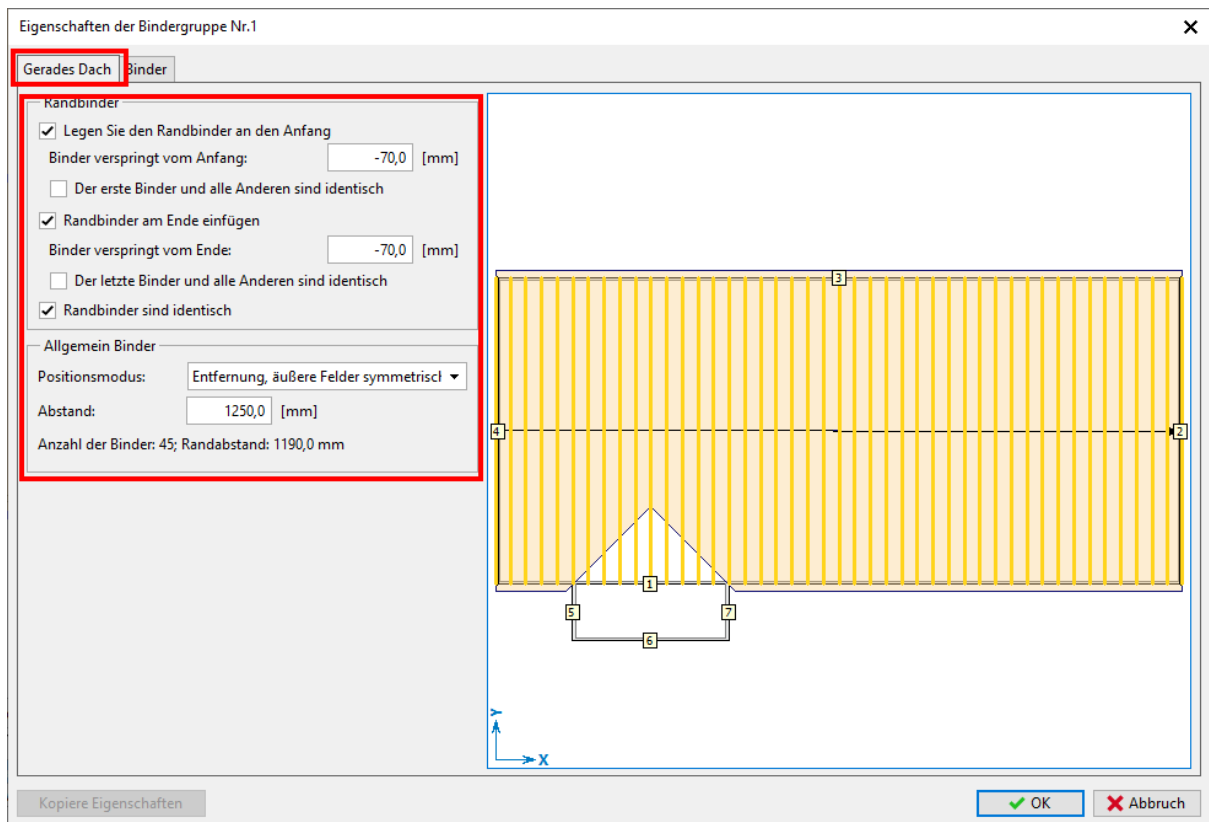 Eigenschaften der Bindergruppe Nr.1
Gerades Dach
Binder
Randbinder
Legen Sie den Randbinder an den Anfang
Binder verspringt vom Anfang: -70,0 [mm]
Der erste Binder und alle Anderen sind identisch
Randbinder am Ende einfügen
Binder verspringt vom Ende: -70,0 [mm]
Der letzte Binder und alle Anderen sind identisch
Randbinder sind identisch
Allgemein Binder
Positionsmodus: Entfernung, äußere Felder symmetrisch
Abstand: 1250,0 [mm]
Anzahl der Binder: 45; Randabstand: 1190,0 mm
3
4
2
1
5
7
6
Y
X
Kopiere Eigenschaften
OK
Abbruch